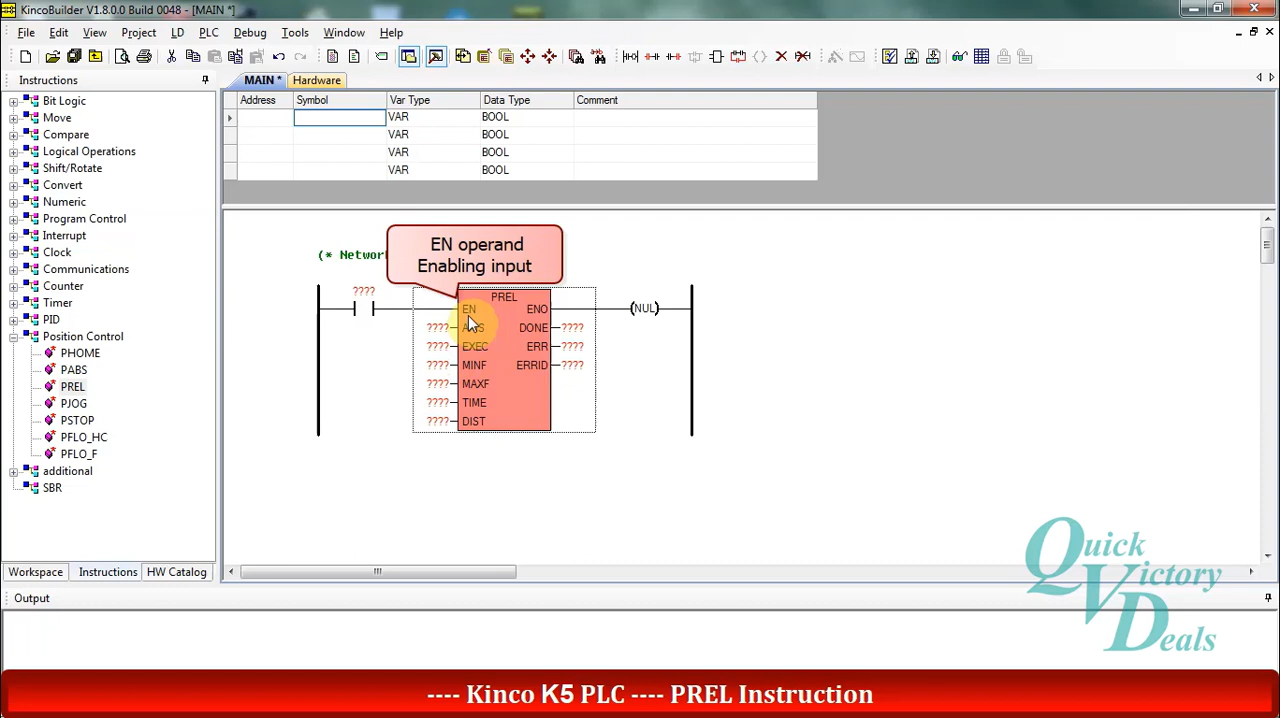 KincoBuilder V1.8.0.0 Build 0048 - [MAIN *]
File Edit View Project LD PLC Debug Tools Window Help
Instructions
MAIN * Hardware
Address Symbol Var Type Data Type Comment
VAR BOOL
VAR BOOL
VAR BOOL
VAR BOOL
Bit Logic
Move
Compare
Logical Operations
Shift/Rotate
Convert
Numeric
Program Control
Interrupt
Clock
Communications
Counter
Timer
PID
Position Control
PHOME
PABS
PREL
PJOG
PSTOP
PFLO_HC
PFLO_F
additional
SBR
Workspace Instructions HW Catalog
(* Networ
EN operand
Enabling input
????
PREL
EN ENO (NUL)
???? DONE ????
???? EXEC ERR ????
???? MINF ERRID ????
???? MAXF
???? TIME
???? DIST
Quick
Victory
Deals
Output
---- Kinco K5 PLC ---- PREL Instruction